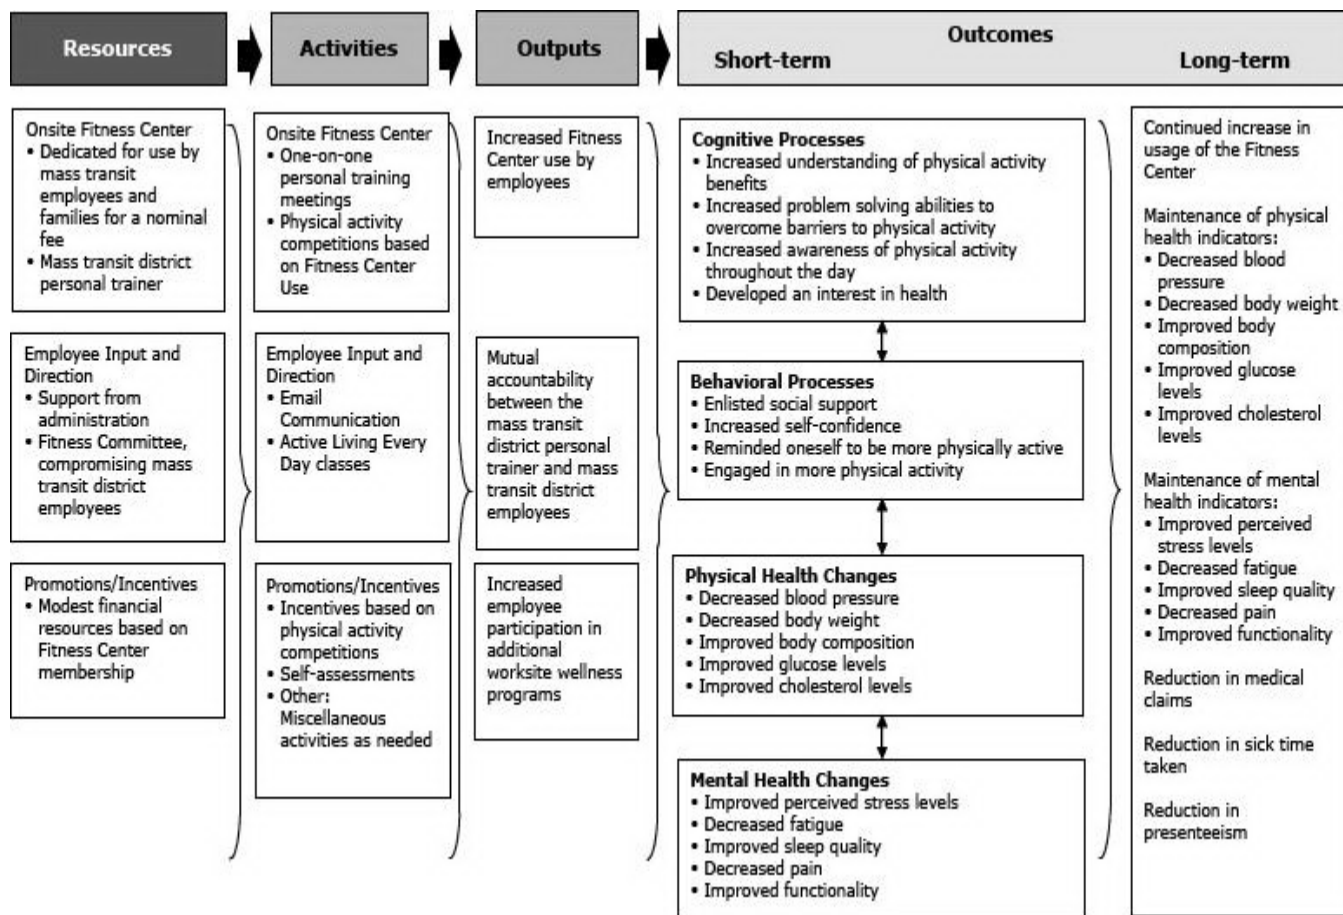 Resources
Activities
Outputs
Outcomes
Short-term
Long-term
Onsite Fitness Center
• Dedicated for use by
mass transit
employees and
families for a nominal
fee
• Mass transit district
personal trainer
Employee Input and
Direction
• Support from
administration
• Fitness Committee,
compromising mass
transit district
employees
Promotions/Incentives
• Modest financial
resources based on
Fitness Center
membership
Onsite Fitness Center
• One-on-one
personal training
meetings
• Physical activity
competitions based
on Fitness Center
Use
Employee Input and
Direction
• Email
Communication
• Active Living Every
Day classes
Promotions/Incentives
• Incentives based on
physical activity
competitions
• Self-assessments
• Other:
Miscellaneous
activities as needed
Increased Fitness
Center use by
employees
Mutual
accountability
between the
mass transit
district personal
trainer and mass
transit district
employees
Increased
employee
participation in
additional
worksite wellness
programs
Cognitive Processes
• Increased understanding of physical activity
benefits
• Increased problem solving abilities to
overcome barriers to physical activity
• Increased awareness of physical activity
throughout the day
• Developed an interest in health
Behavioral Processes
• Enlisted social support
• Increased self-confidence
• Reminded oneself to be more physically active
• Engaged in more physical activity
Physical Health Changes
• Decreased blood pressure
• Decreased body weight
• Improved body composition
• Improved glucose levels
• Improved cholesterol levels
Mental Health Changes
• Improved perceived stress levels
• Decreased fatigue
• Improved sleep quality
• Decreased pain
• Improved functionality
Continued increase in
usage of the Fitness
Center
Maintenance of physical
health indicators:
• Decreased blood
pressure
• Decreased body weight
• Improved body
composition
• Improved glucose
levels
• Improved cholesterol
levels
Maintenance of mental
health indicators:
• Improved perceived
stress levels
• Decreased fatigue
• Improved sleep quality
• Decreased pain
• Improved functionality
Reduction in medical
claims
Reduction in sick time
taken
Reduction in
presenteeism